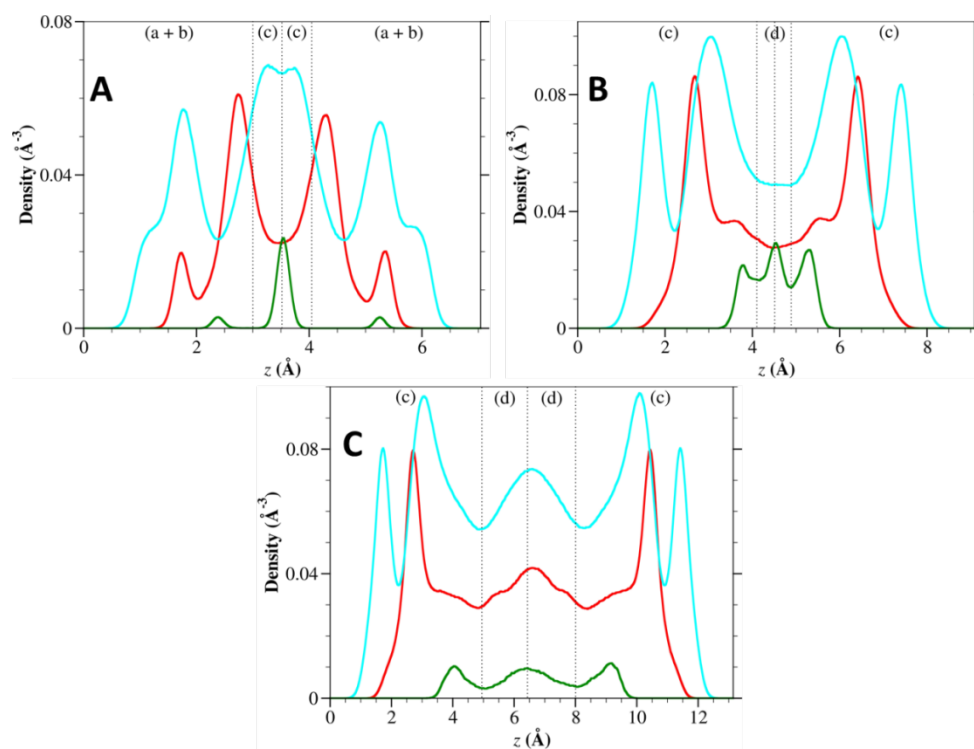 (a + b) (c) (c) (a + b)
A
Density (Å⁻³)
0.08
0.04
0
0 2 4 6
z (Å)
(c) (d) (c)
B
Density (Å⁻³)
0.08
0.04
0
0 2 4 6 8
z (Å)
(c) (d) (d) (c)
C
Density (Å⁻³)
0.08
0.04
0
0 2 4 6 8 10 12
z (Å)